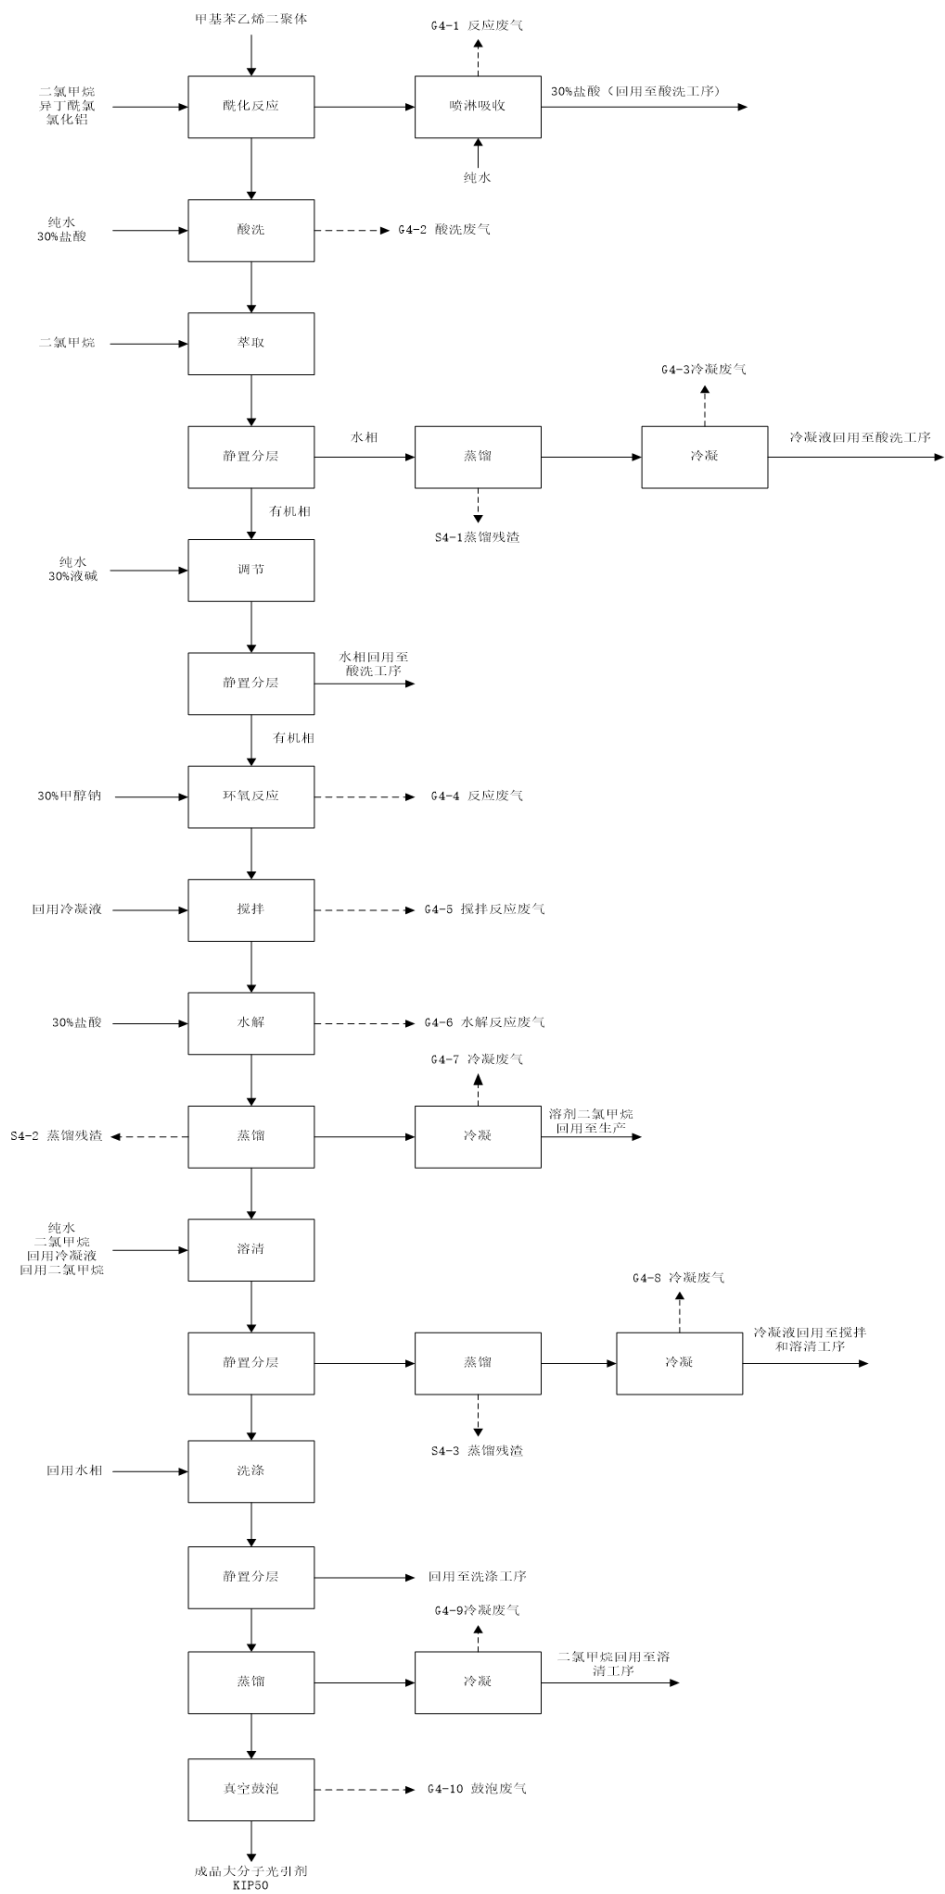 甲基苯乙烯二聚体
G4-1 反应废气
二氯甲烷
异丁酰氯
氯化铝
酰化反应
喷淋吸收
30%盐酸（回用至酸洗工序）
纯水
纯水
30%盐酸
酸洗
G4-2 酸洗废气
二氯甲烷
萃取
G4-3冷凝废气
静置分层
水相
蒸馏
冷凝
冷凝液回用至酸洗工序
有机相
S4-1蒸馏残渣
纯水
30%液碱
调节
静置分层
水相回用至
酸洗工序
有机相
30%甲醇钠
环氧反应
G4-4 反应废气
回用冷凝液
搅拌
G4-5 搅拌反应废气
30%盐酸
水解
G4-6 水解反应废气
G4-7 冷凝废气
S4-2 蒸馏残渣
蒸馏
冷凝
溶剂二氯甲烷
回用至生产
纯水
二氯甲烷
回用冷凝液
回用二氯甲烷
溶清
G4-8 冷凝废气
静置分层
蒸馏
冷凝
冷凝液回用至搅拌
和溶清工序
S4-3 蒸馏残渣
回用水相
洗涤
静置分层
回用至洗涤工序
G4-9冷凝废气
蒸馏
冷凝
二氯甲烷回用至溶
清工序
真空鼓泡
G4-10 鼓泡废气
成品大分子光引剂
KIP50